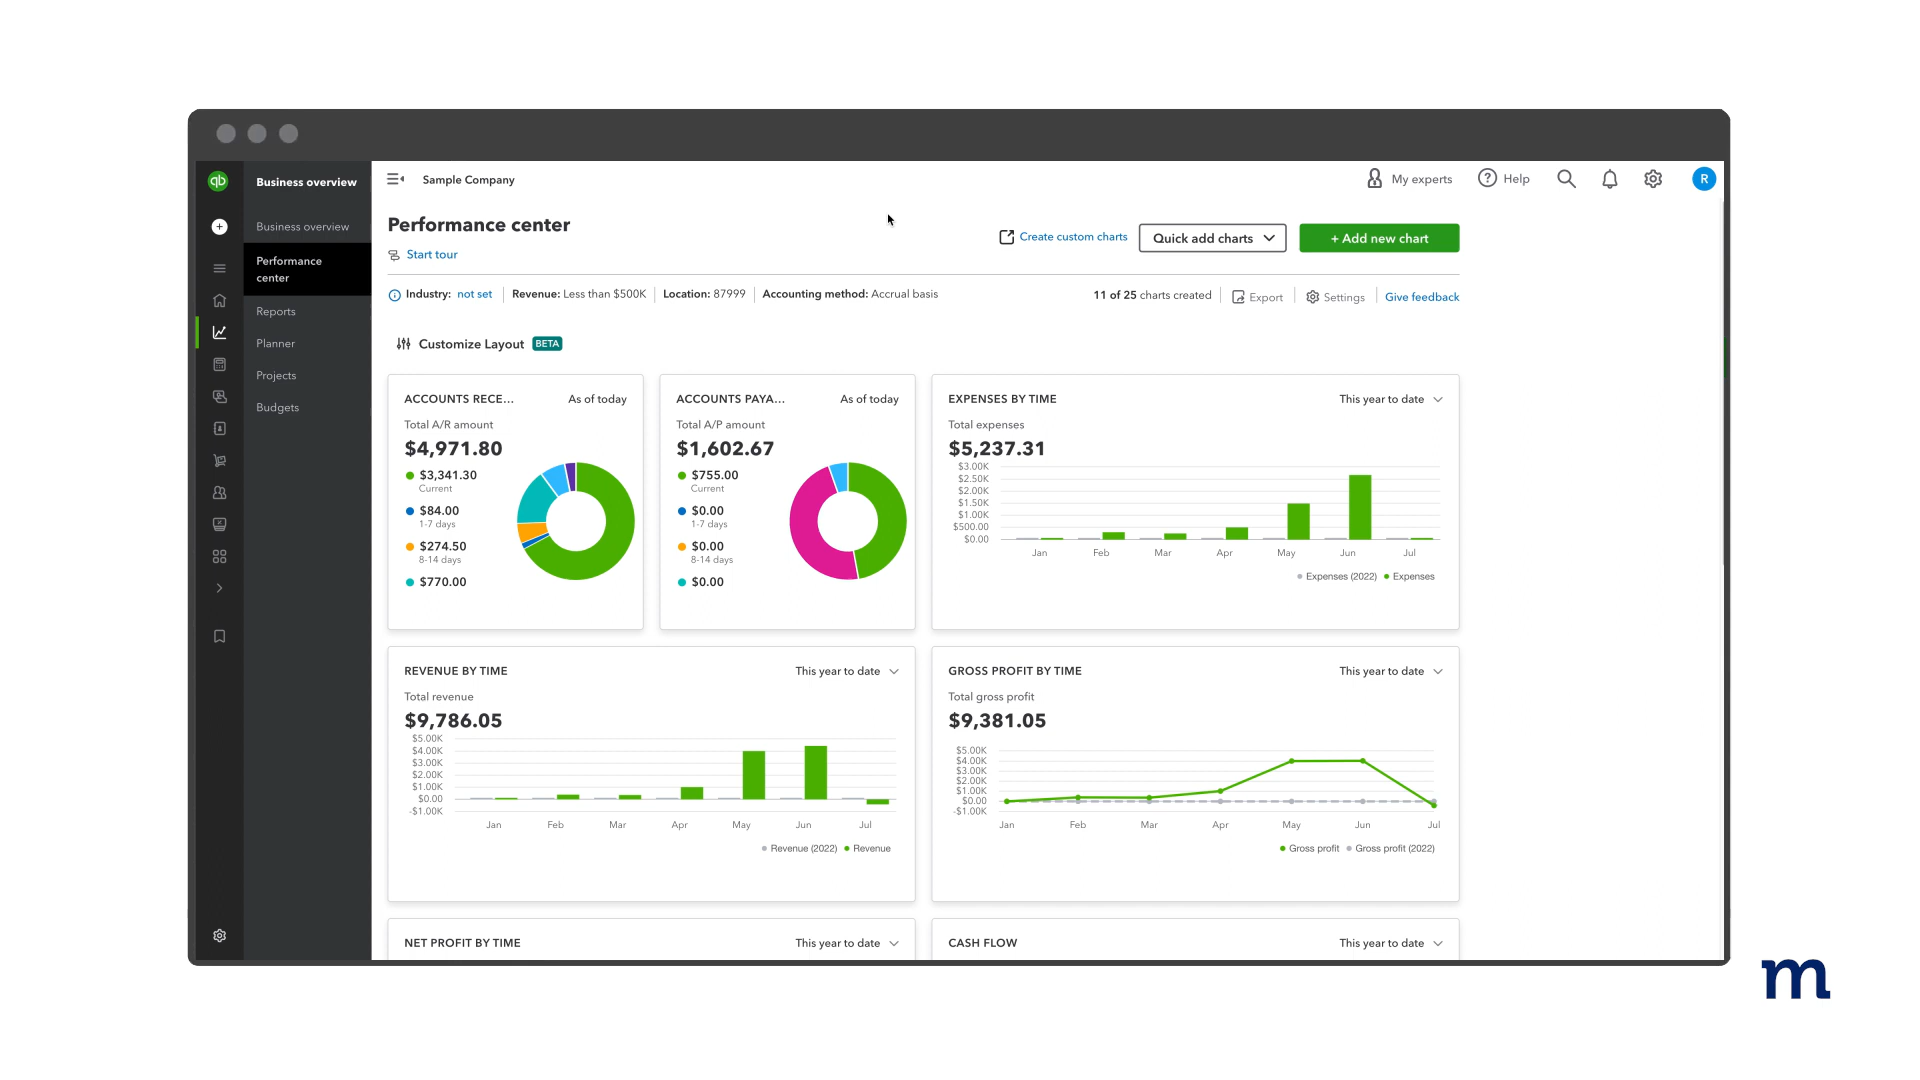 qb
Business overview
Sample Company
My experts
Help
R
Business overview
Performance center
Reports
Planner
Projects
Budgets
Performance center
Start tour
Create custom charts
Quick add charts
+ Add new chart
Industry: not set
Revenue: Less than $500K
Location: 87999
Accounting method: Accrual basis
11 of 25 charts created
Export
Settings
Give feedback
Customize Layout BETA
ACCOUNTS RECE...
As of today
Total A/R amount
$4,971.80
$3,341.30
Current
$84.00
1-7 days
$274.50
8-14 days
$770.00
ACCOUNTS PAYA...
As of today
Total A/P amount
$1,602.67
$755.00
Current
$0.00
1-7 days
$0.00
8-14 days
$0.00
EXPENSES BY TIME
This year to date
Total expenses
$5,237.31
$3.00K
$2.50K
$2.00K
$1.50K
$1.00K
$500.00
$0.00
Jan Feb Mar Apr May Jun Jul
Expenses (2022) Expenses
REVENUE BY TIME
This year to date
Total revenue
$9,786.05
$5.00K
$4.00K
$3.00K
$2.00K
$1.00K
$0.00
-$1.00K
Jan Feb Mar Apr May Jun Jul
Revenue (2022) Revenue
GROSS PROFIT BY TIME
This year to date
Total gross profit
$9,381.05
$5.00K
$4.00K
$3.00K
$2.00K
$1.00K
$0.00
-$1.00K
Jan Feb Mar Apr May Jun Jul
Gross profit Gross profit (2022)
NET PROFIT BY TIME
This year to date
CASH FLOW
This year to date
m